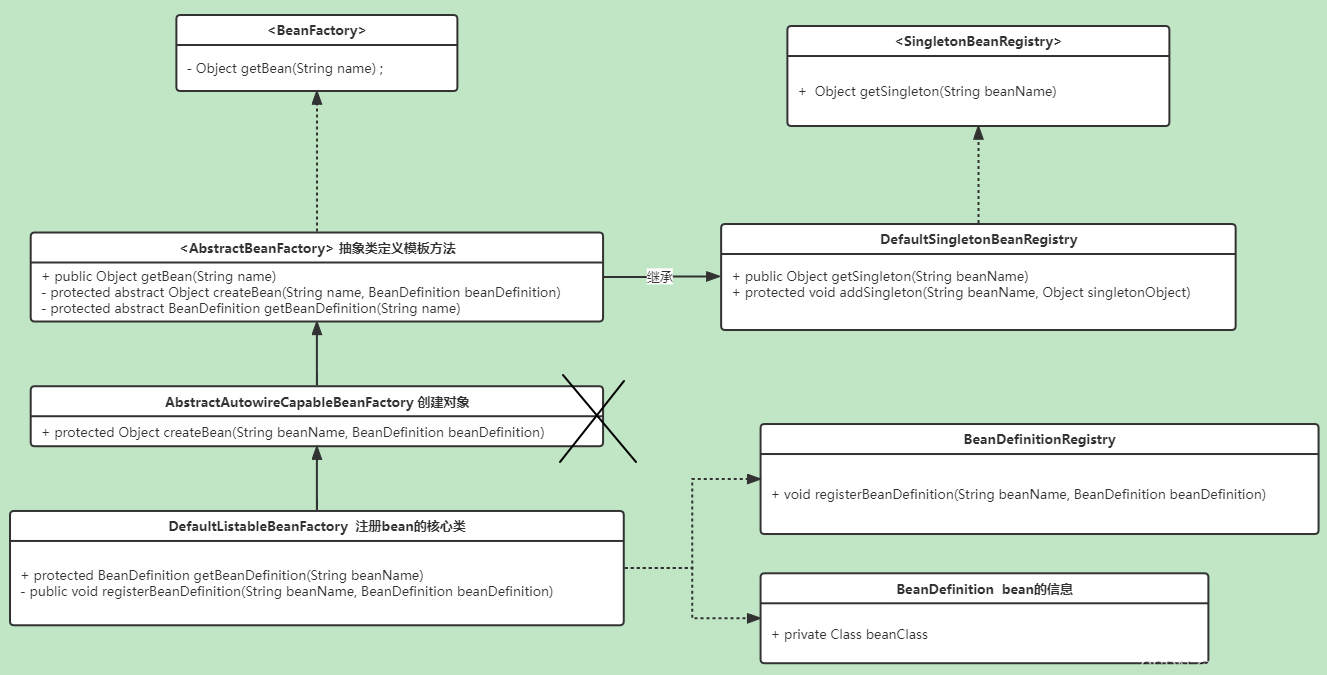 <BeanFactory>
- Object getBean(String name) ;
<SingletonBeanRegistry>
+ Object getSingleton(String beanName)
<AbstractBeanFactory> 抽象类定义模板方法
+ public Object getBean(String name)
- protected abstract Object createBean(String name, BeanDefinition beanDefinition)
- protected abstract BeanDefinition getBeanDefinition(String name)
继承
DefaultSingletonBeanRegistry
+ public Object getSingleton(String beanName)
+ protected void addSingleton(String beanName, Object singletonObject)
AbstractAutowireCapableBeanFactory 创建对象
+ protected Object createBean(String beanName, BeanDefinition beanDefinition)
BeanDefinitionRegistry
+ void registerBeanDefinition(String beanName, BeanDefinition beanDefinition)
DefaultListableBeanFactory 注册bean的核心类
+ protected BeanDefinition getBeanDefinition(String beanName)
- public void registerBeanDefinition(String beanName, BeanDefinition beanDefinition)
BeanDefinition bean的信息
+ private Class beanClass